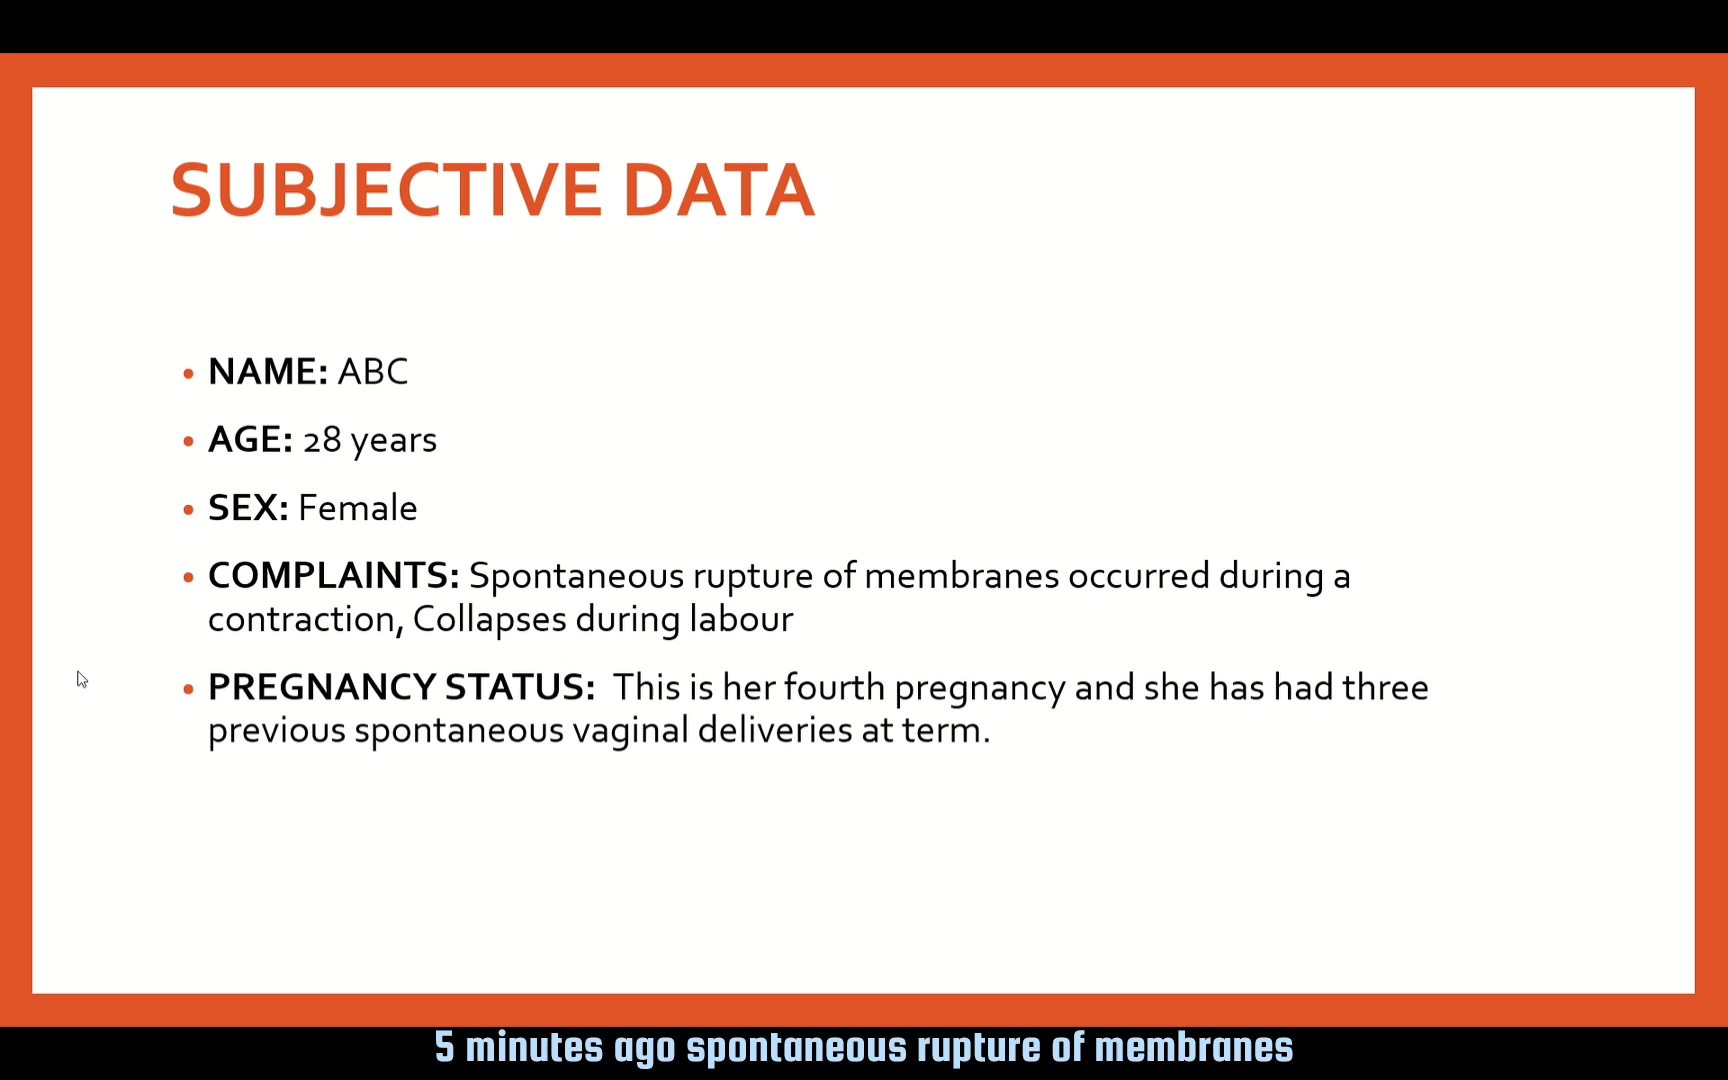 SUBJECTIVE DATA
• NAME: ABC
• AGE: 28 years
• SEX: Female
• COMPLAINTS: Spontaneous rupture of membranes occurred during a
contraction, Collapses during labour
• PREGNANCY STATUS:  This is her fourth pregnancy and she has had three
previous spontaneous vaginal deliveries at term.
5 minutes ago spontaneous rupture of membranes